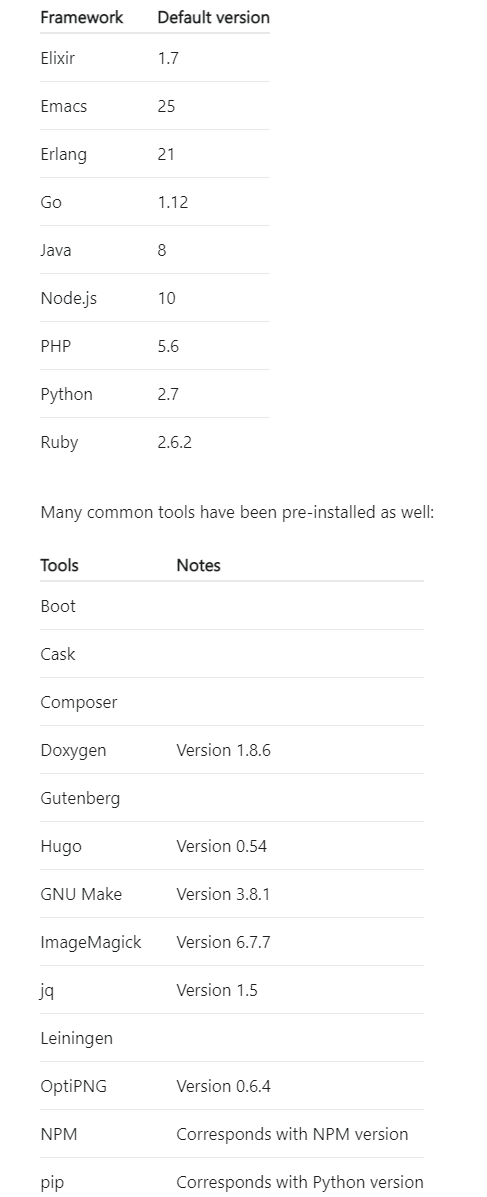 Framework Default version
Elixir 1.7
Emacs 25
Erlang 21
Go 1.12
Java 8
Node.js 10
PHP 5.6
Python 2.7
Ruby 2.6.2
Many common tools have been pre-installed as well:
Tools Notes
Boot
Cask
Composer
Doxygen Version 1.8.6
Gutenberg
Hugo Version 0.54
GNU Make Version 3.8.1
ImageMagick Version 6.7.7
jq Version 1.5
Leiningen
OptiPNG Version 0.6.4
NPM Corresponds with NPM version
pip Corresponds with Python version